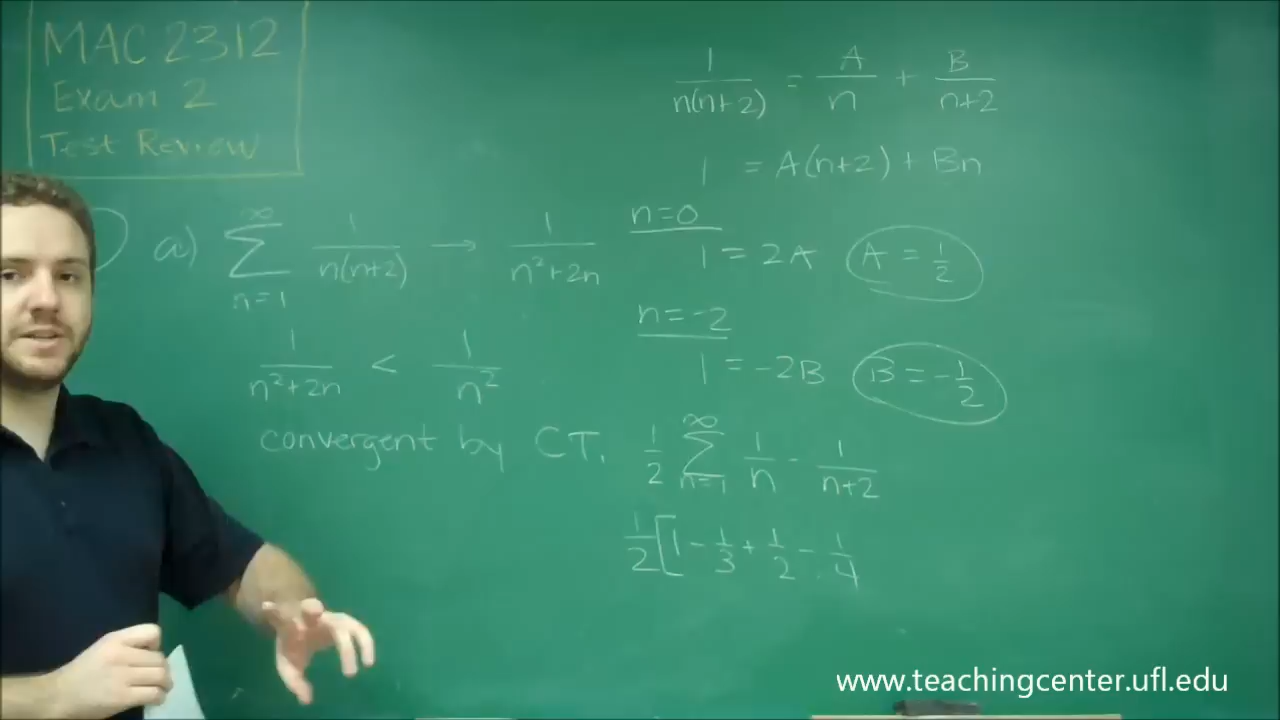 MAC 2312
Exam 2
Test Review
a) ∞ Σ n=1 1/n(n+2) → 1/n²+2n
1/n²+2n < 1/n²
convergent by CT.
1/n(n+2) = A/n + B/n+2
1 = A(n+2) + Bn
n=0
1 = 2A A = 1/2
n=-2
1 = -2B B = -1/2
1/2 ∞ Σ n=1 1/n - 1/n+2
1/2 [1 - 1/3 + 1/2 - 1/4
www.teachingcenter.ufl.edu